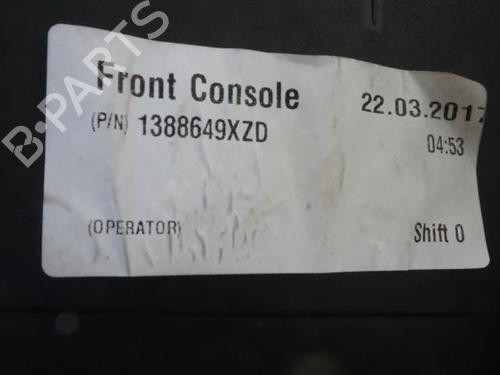 B-PARTS
Front Console
22.03.2017
(P/N) 1388649XZD
04:53
(OPERATOR)
Shift 0